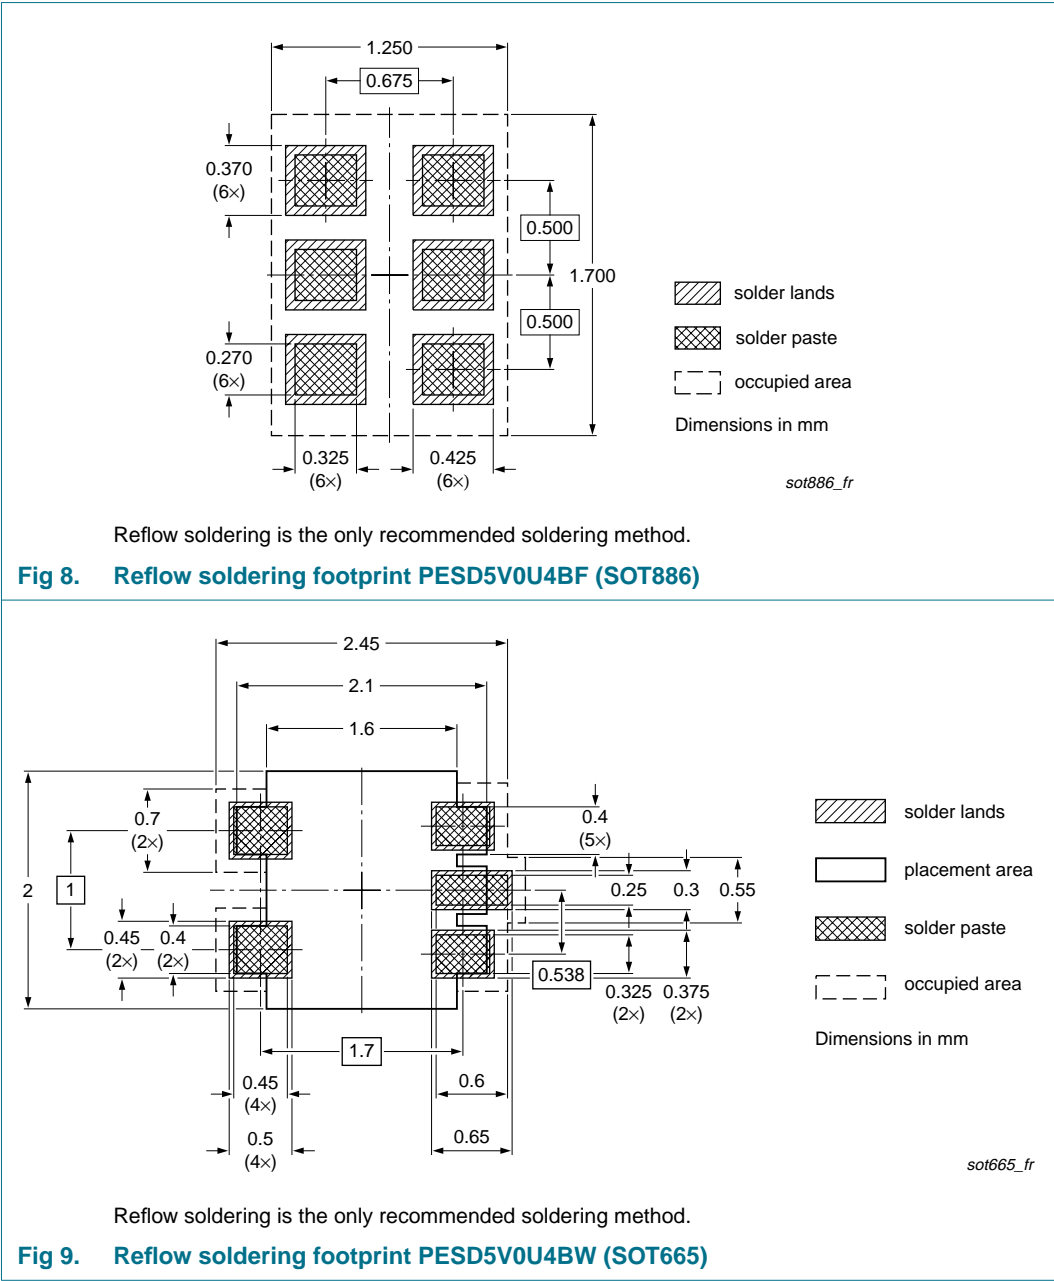 1.250
0.675
0.370
(6×)
0.500
1.700
solder lands
0.500
solder paste
0.270
(6×)
occupied area
Dimensions in mm
0.325
(6×)
0.425
(6×)
sot886_fr
Reflow soldering is the only recommended soldering method.
Fig 8. Reflow soldering footprint PESD5V0U4BF (SOT886)
2.45
2.1
1.6
0.7
(2×)
0.4
(5×)
solder lands
2
1
0.25
0.3
0.55
placement area
0.45
(2×)
0.4
(2×)
solder paste
0.538
0.325
(2×)
0.375
(2×)
occupied area
Dimensions in mm
1.7
0.45
(4×)
0.6
0.5
(4×)
0.65
sot665_fr
Reflow soldering is the only recommended soldering method.
Fig 9. Reflow soldering footprint PESD5V0U4BW (SOT665)